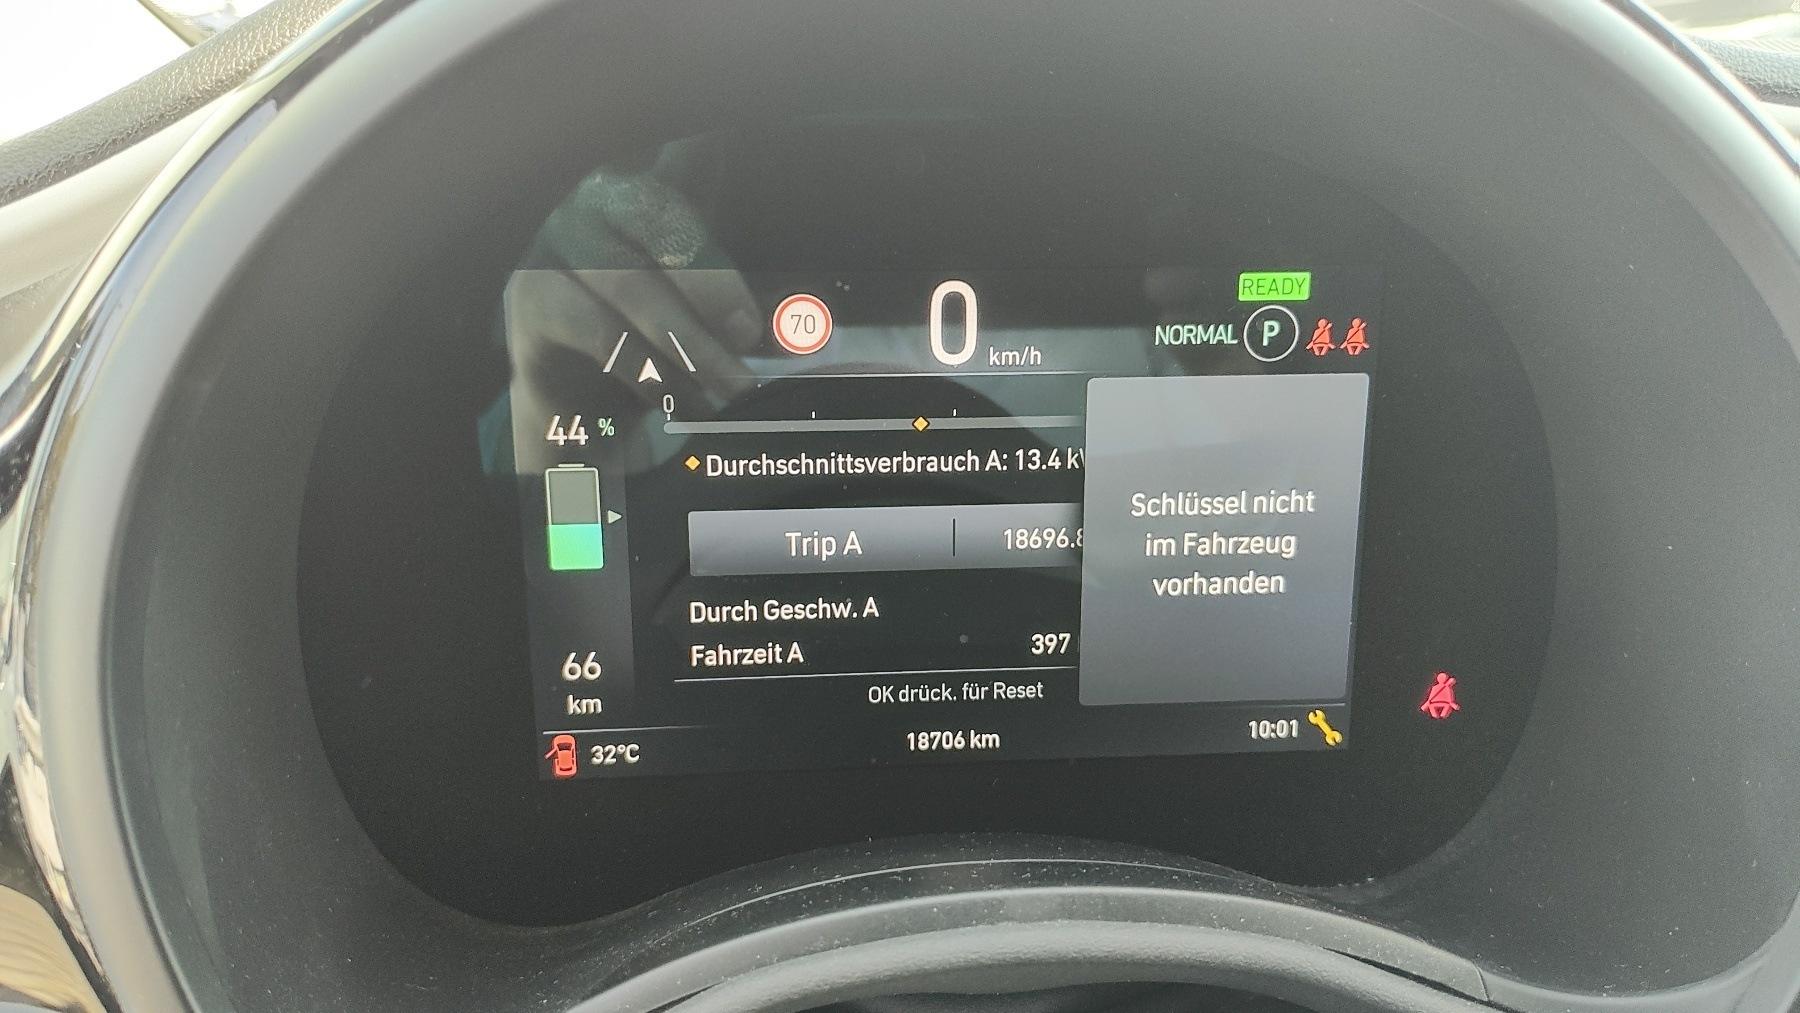 READY
70
0
km/h
NORMAL
P
0
44 %
Durchschnittsverbrauch A: 13.4
Trip A
18696.8
Schlüssel nicht
im Fahrzeug
vorhanden
Durch Geschw. A
Fahrzeit A
397
66
km
OK drück. für Reset
32°C
18706 km
10:01